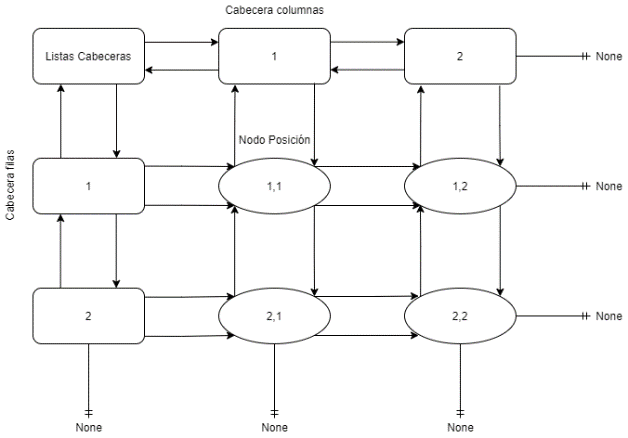 Cabecera columnas
Listas Cabeceras
1
2
None
Cabecera filas
Nodo Posición
1
1,1
1,2
None
2
2,1
2,2
None
None
None
None